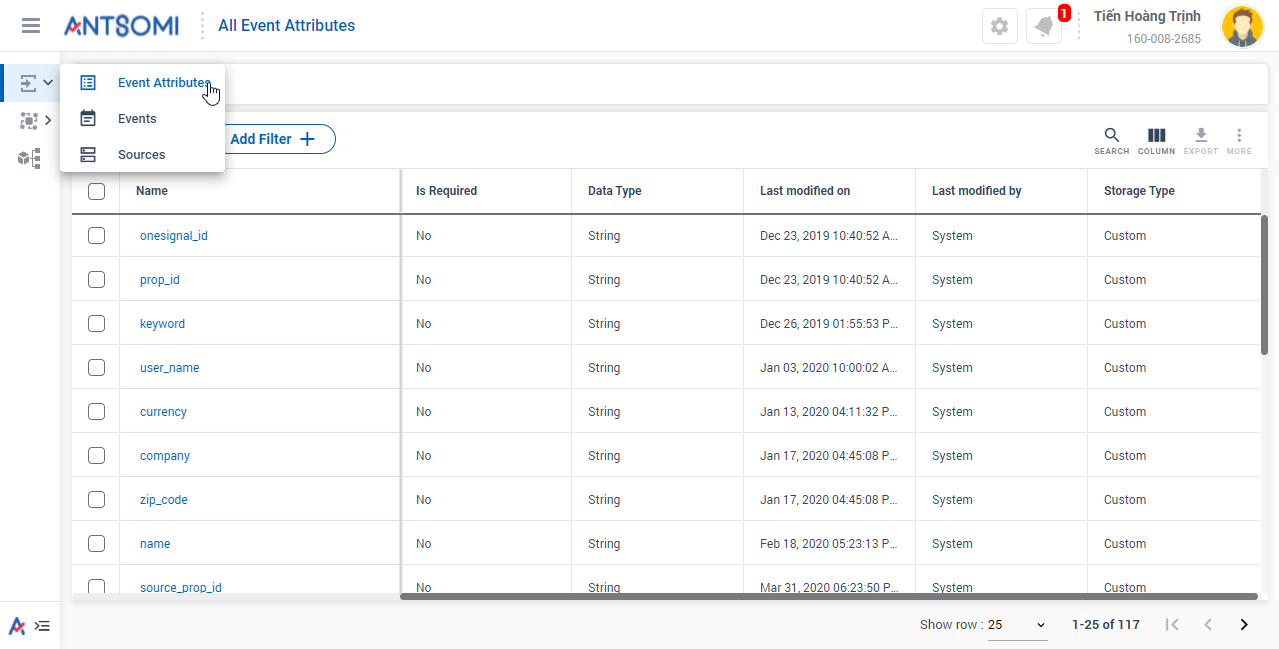 ANTSOMI
All Event Attributes
1
Tiến Hoàng Trịnh
160-008-2685
Event Attributes
Events
Sources
Add Filter
SEARCH COLUMN EXPORT MORE
Name Is Required Data Type Last modified on Last modified by Storage Type
onesignal_id No String Dec 23, 2019 10:40:52 A... System Custom
prop_id No String Dec 23, 2019 10:40:52 A... System Custom
keyword No String Dec 26, 2019 01:55:53 P... System Custom
user_name No String Jan 03, 2020 10:00:02 A... System Custom
currency No String Jan 13, 2020 04:11:32 P... System Custom
company No String Jan 17, 2020 04:45:08 P... System Custom
zip_code No String Jan 17, 2020 04:45:08 P... System Custom
name No String Feb 18, 2020 05:23:13 P... System Custom
source_prop_id No String Mar 31, 2020 06:23:50 P... System Custom
Show row : 25 1-25 of 117